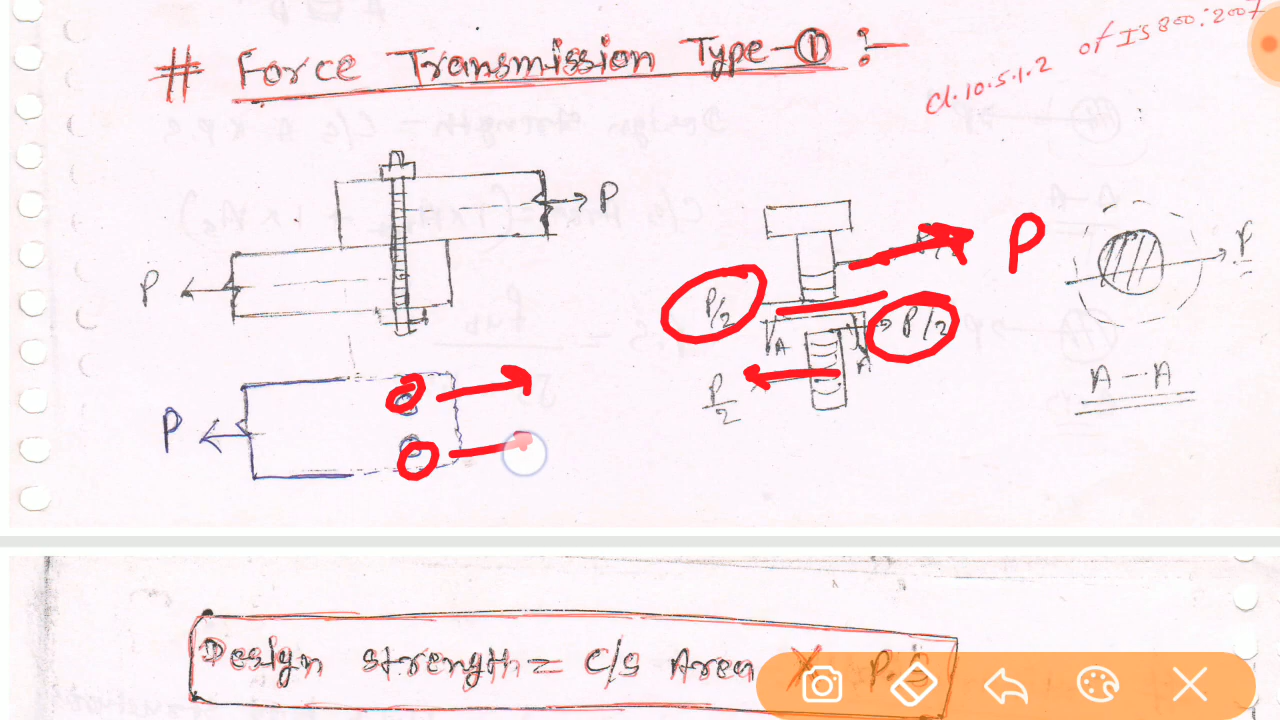 # Force Transmission Type-① :-
Cl.10.5.1.2 of IS 800:2007
P
P
P
P/2
P/2
P/2
A
A
P
A--A
P
Design strength = C/S Area X P.S